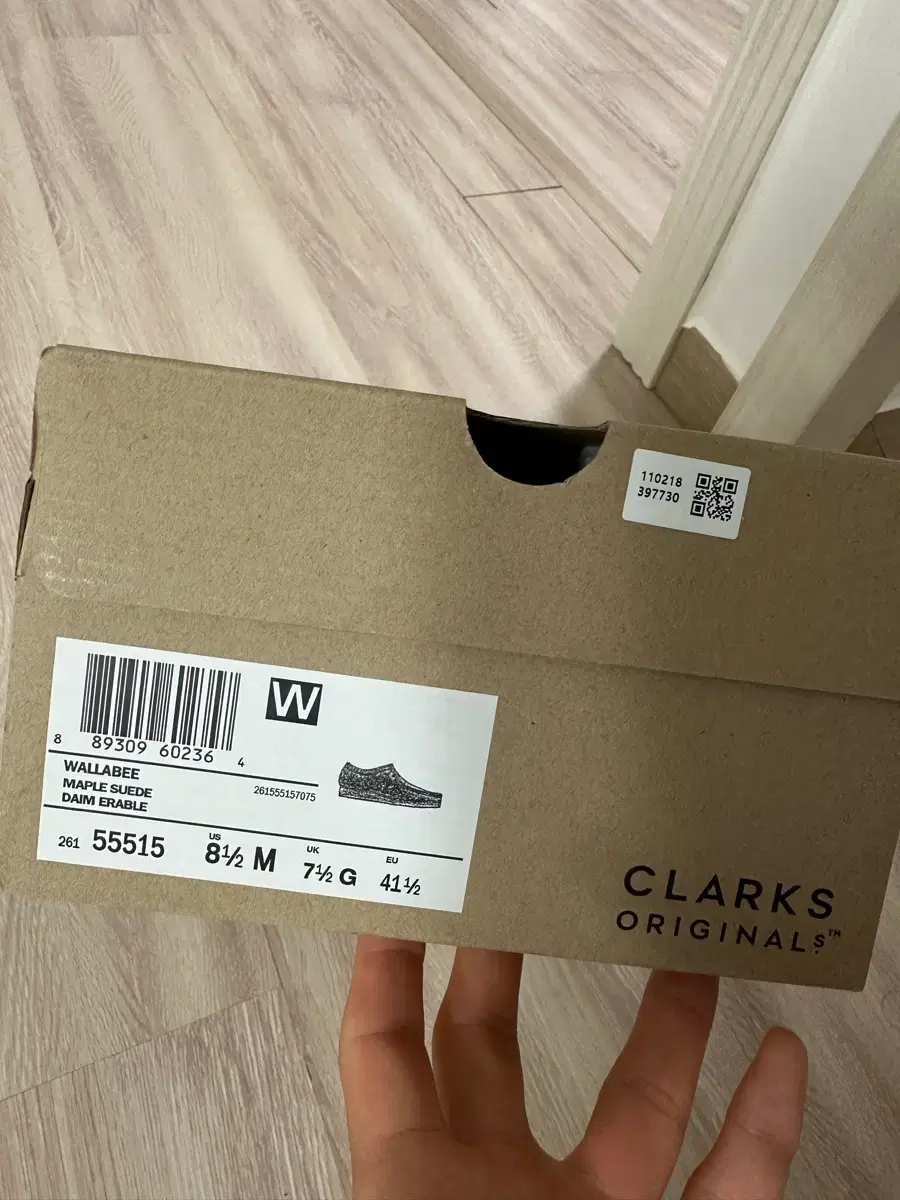 110218
397730
W
8 89309 60236 4
WALLABEE
MAPLE SUEDE
DAIM ERABLE
261555157075
261 55515
US
8½ M
UK
7½ G
EU
41½
CLARKS
ORIGINALS™